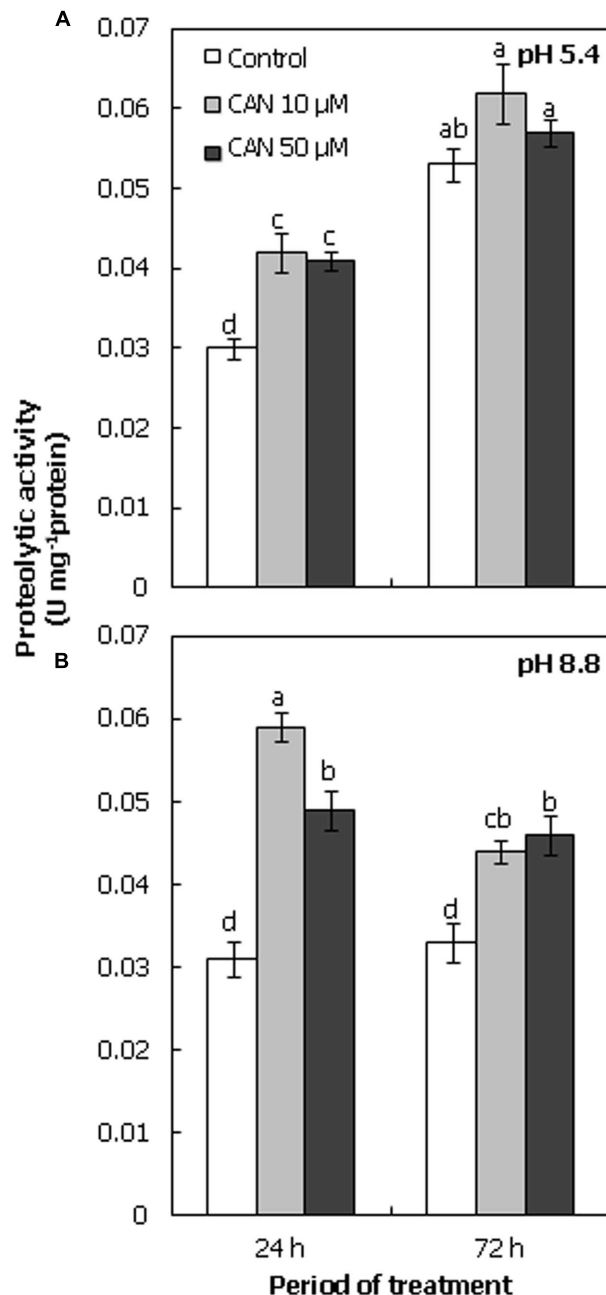 A
0.07
pH 5.4
Control
CAN 10 µM
CAN 50 µM
0.06
0.05
0.04
0.03
0.02
0.01
0
d
c
c
ab
a
a
Proteolytic activity
(U mg⁻¹protein)
B
0.07
pH 8.8
0.06
0.05
0.04
0.03
0.02
0.01
0
d
a
b
d
cb
b
24 h
72 h
Period of treatment